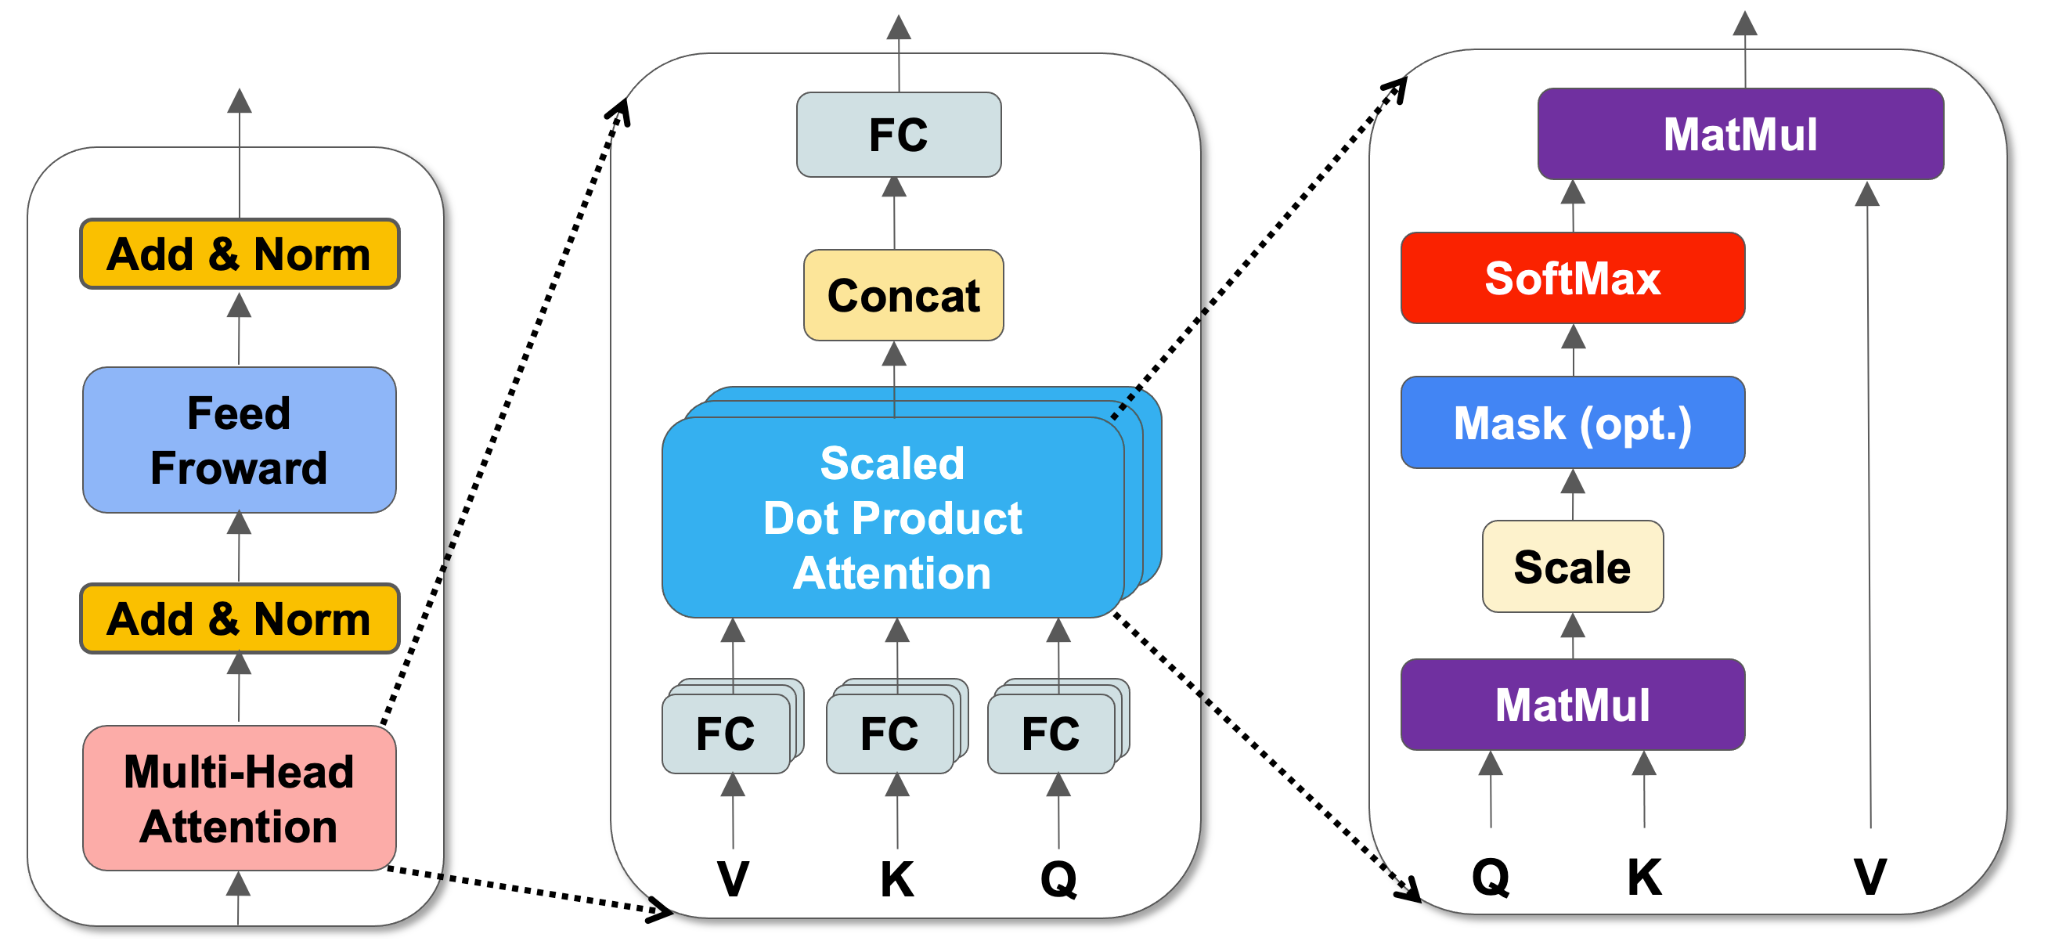 Add & Norm
Feed
Froward
Add & Norm
Multi-Head
Attention
FC
Concat
Scaled
Dot Product
Attention
FC FC FC
V K Q
MatMul
SoftMax
Mask (opt.)
Scale
MatMul
Q K V